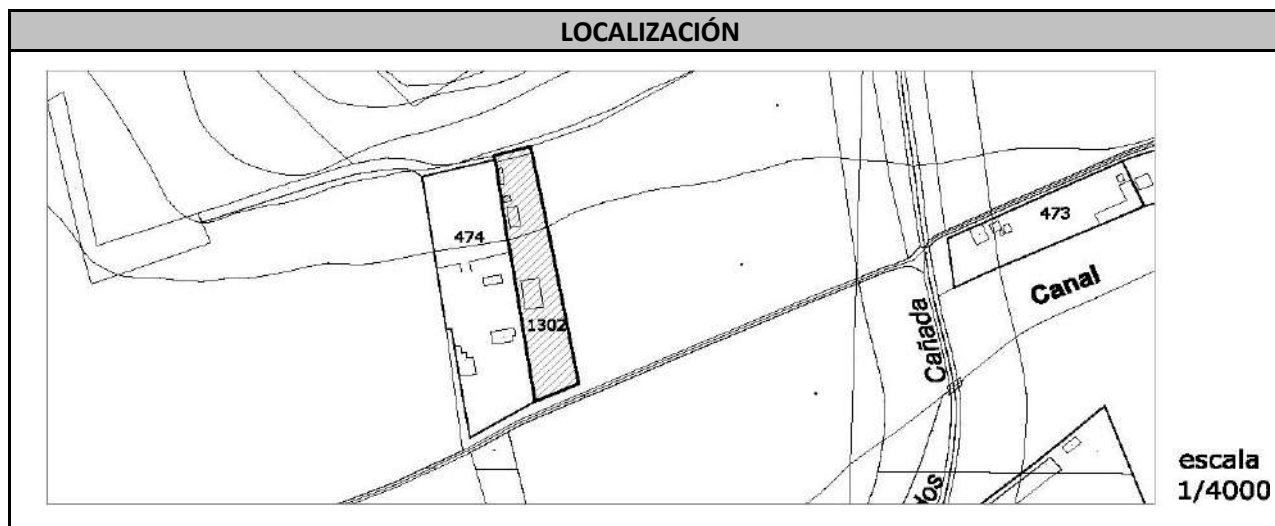 LOCALIZACIÓN
474
473
Canal
1302
Cañada
escala
1/4000